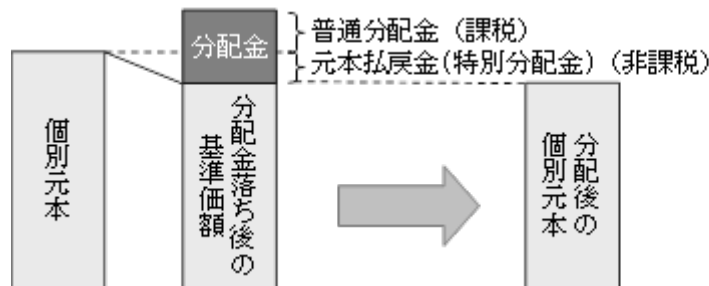 分配金
普通分配金（課税）
元本払戻金（特別分配金）（非課税）
個別元本
分配金落ち後の
基準価額
分配後の
個別元本